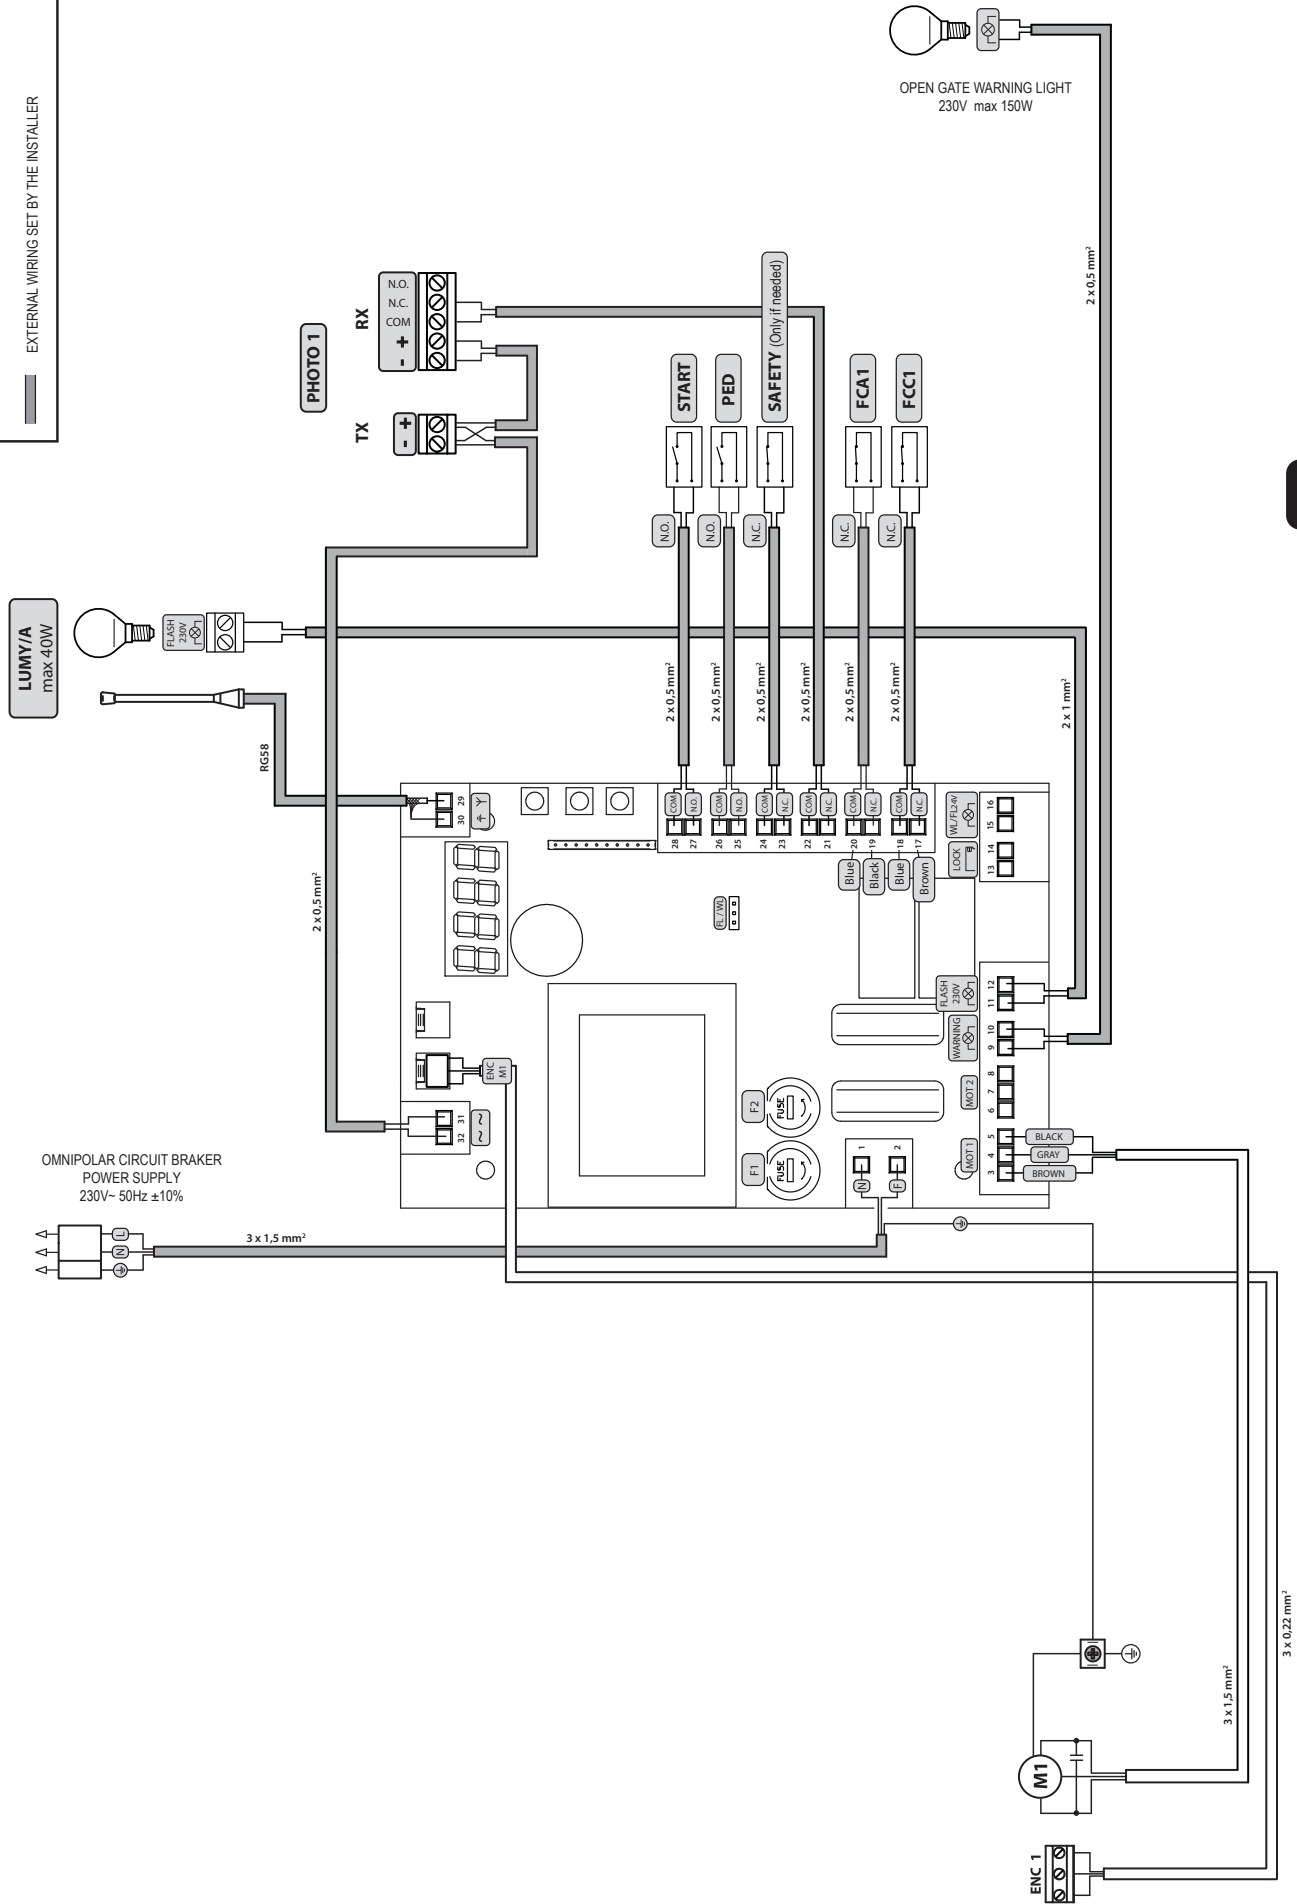 EXTERNAL WIRING SET BY THE INSTALLER
OPEN GATE WARNING LIGHT
230V max 150W
2 x 0,5 mm²
PHOTO 1
RX
N.O.
N.C.
COM
- +
TX
- +
LUMY/A
max 40W
FLASH
230V
RG58
2 x 0,5 mm²
START
PED
SAFETY (Only if needed)
FCA1
FCC1
N.O.
N.O.
N.C.
N.C.
N.C.
2 x 0,5 mm²
2 x 0,5 mm²
2 x 0,5 mm²
2 x 0,5 mm²
2 x 0,5 mm²
2 x 0,5 mm²
2 x 1 mm²
30 29
COM
N.O.
COM
N.O.
COM
N.C.
COM
N.C.
COM
N.C.
COM
N.C.
28
27
26
25
24
23
22
21
20
19
18
17
Blue
Black
Blue
Brown
WL/FL24V
LOCK
16
15
14
13
FL / WL
FLASH
230V
WARNING
12
11
10
9
8
7
6
5
4
3
MOT 2
MOT 1
BLACK
GRAY
BROWN
ENC
M1
32 31
~ ~
F2
FUSE
F1
FUSE
1
2
N
F
OMNIPOLAR CIRCUIT BRAKER
POWER SUPPLY
230V~ 50Hz ±10%
L
N
3 x 1,5 mm²
3 x 1,5 mm²
3 x 0,22 mm²
M1
ENC 1